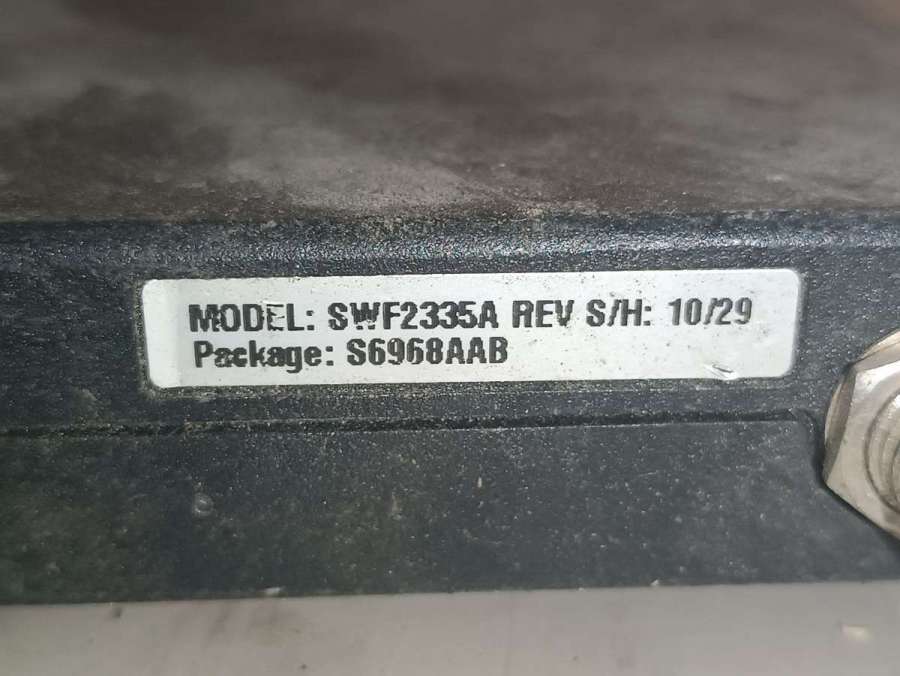 MODEL: SWF2335A REV S/H: 10/29
Package: S6968AAB